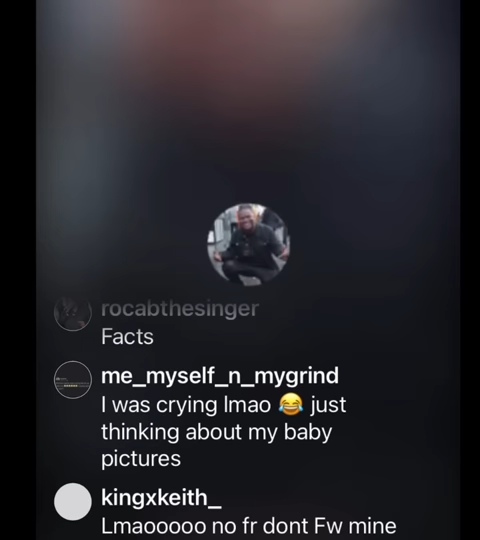 rocabthesinger
Facts
me_myself_n_mygrind
I was crying lmao 😂 just
thinking about my baby
pictures
kingxkeith_
Lmaooooo no fr dont Fw mine